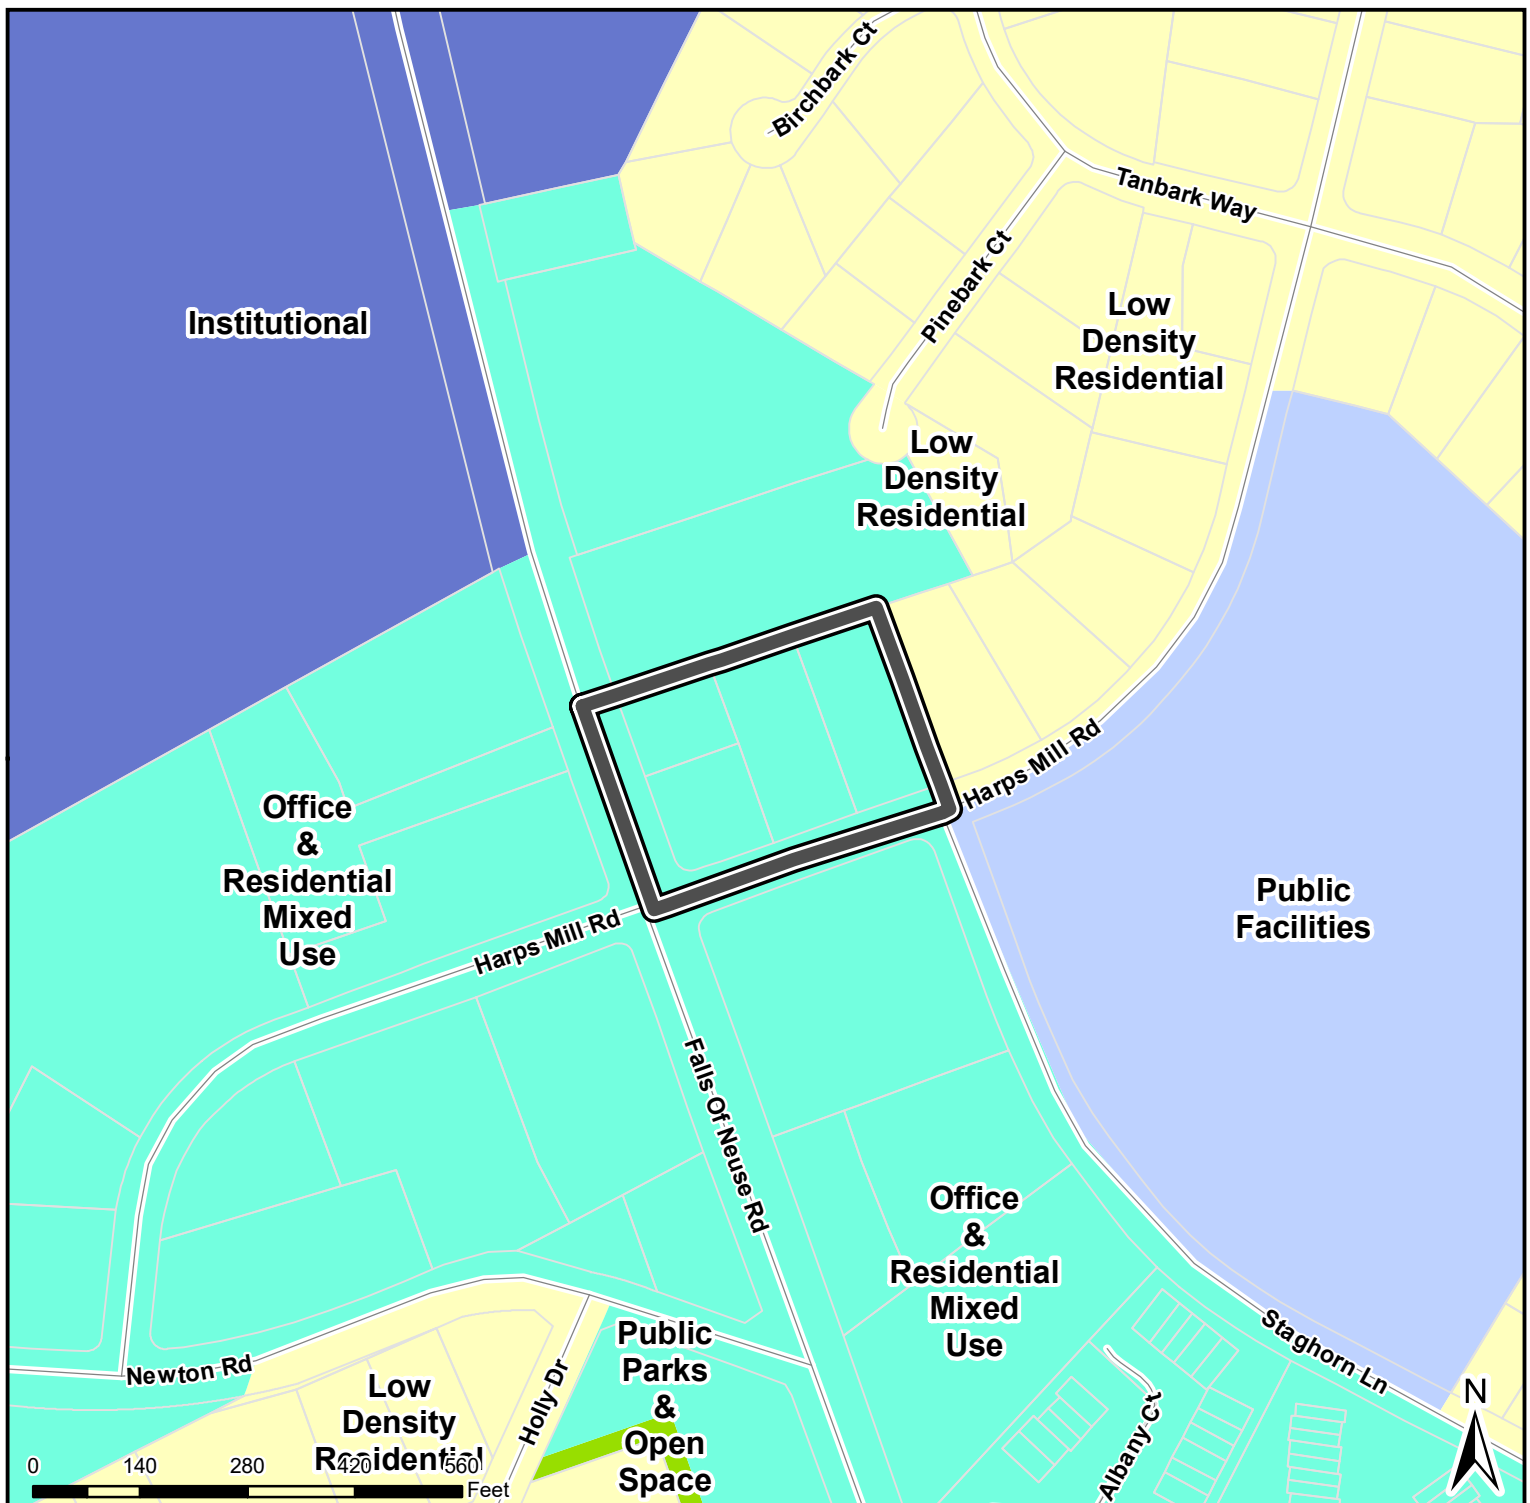 Birchbark Ct
Tanbark Way
Pinebark Ct
Institutional
Low
Density
Residential
Low
Density
Residential
Harps Mill Rd
Office
&
Residential
Mixed
Use
Public
Facilities
Harps Mill Rd
Falls Of Neuse Rd
Office
&
Residential
Mixed
Use
Staghorn Ln
Newton Rd
Holly Dr
Public
Parks
&
Open
Space
Low
Density
Residential
Albany Ct
N
0 140 280 420 560
Feet